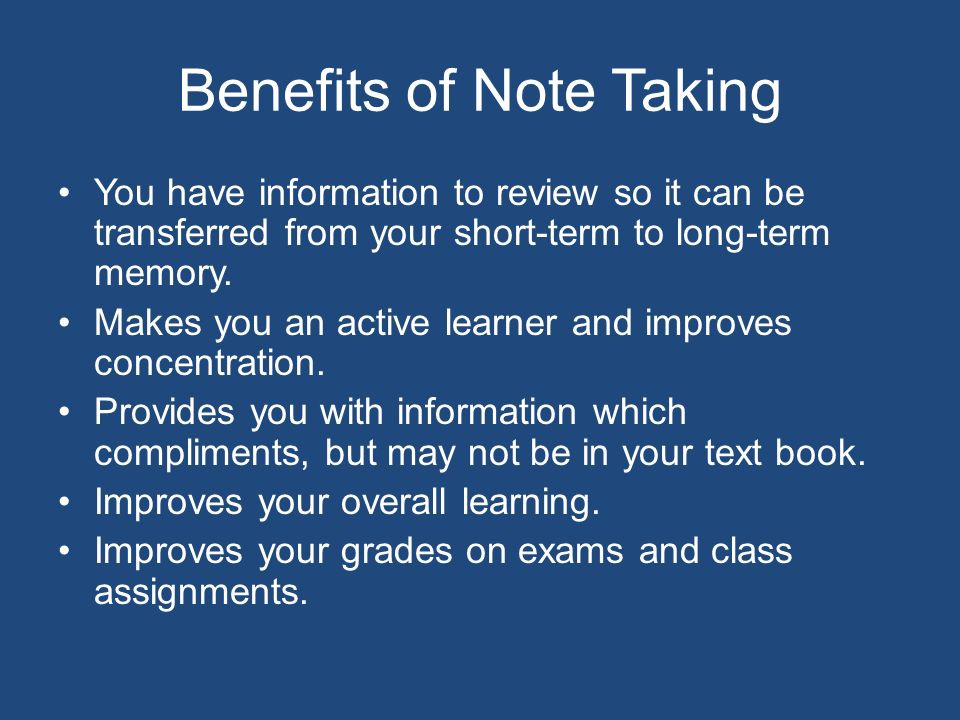 Benefits of Note Taking
• You have information to review so it can be
transferred from your short-term to long-term
memory.
• Makes you an active learner and improves
concentration.
• Provides you with information which
compliments, but may not be in your text book.
• Improves your overall learning.
• Improves your grades on exams and class
assignments.